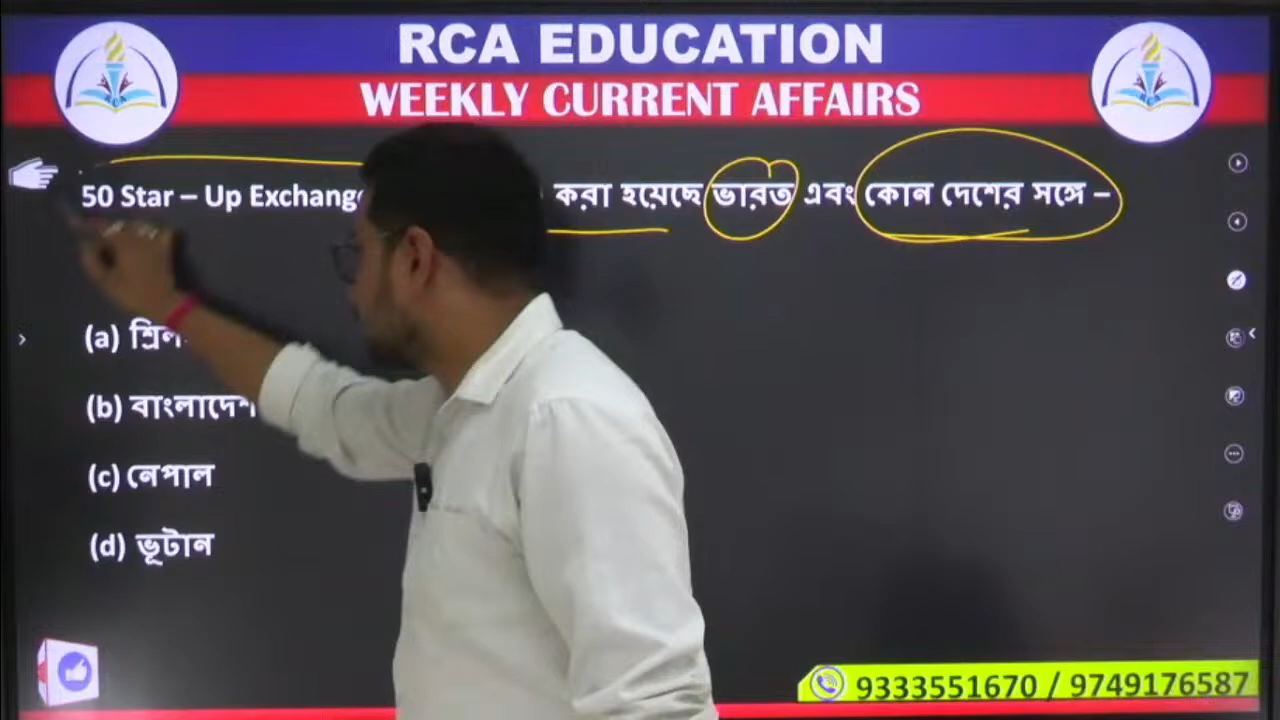 RCA EDUCATION
WEEKLY CURRENT AFFAIRS
50 Star – Up Exchange করা হয়েছে ভারত এবং কোন দেশের সঙ্গে –
(a)
(b) বাংলাদেশ
(c) নেপাল
(d) ভূটান
9333551670 / 9749176587